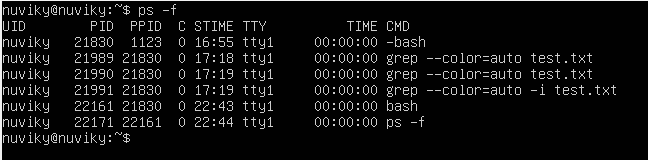 nuviky@nuviky:~$ ps -f
UID        PID  PPID  C STIME TTY          TIME CMD
nuviky   21830  1123  0 16:55 tty1     00:00:00 -bash
nuviky   21989 21830  0 17:18 tty1     00:00:00 grep --color=auto test.txt
nuviky   21990 21830  0 17:19 tty1     00:00:00 grep --color=auto test.txt
nuviky   21991 21830  0 17:19 tty1     00:00:00 grep --color=auto -i test.txt
nuviky   22161 21830  0 22:43 tty1     00:00:00 bash
nuviky   22171 22161  0 22:44 tty1     00:00:00 ps -f
nuviky@nuviky:~$